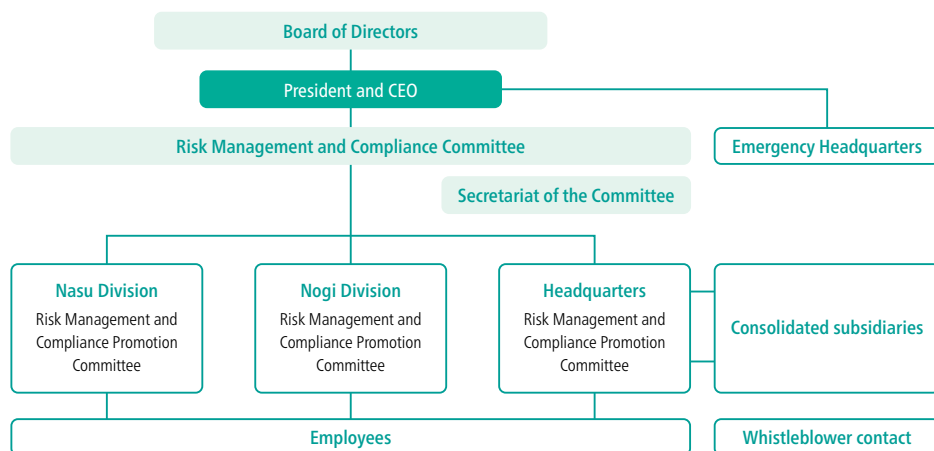 Board of Directors
President and CEO
Risk Management and Compliance Committee
Emergency Headquarters
Secretariat of the Committee
Nasu Division
Risk Management and
Compliance Promotion
Committee
Nogi Division
Risk Management and
Compliance Promotion
Committee
Headquarters
Risk Management and
Compliance Promotion
Committee
Consolidated subsidiaries
Employees
Whistleblower contact